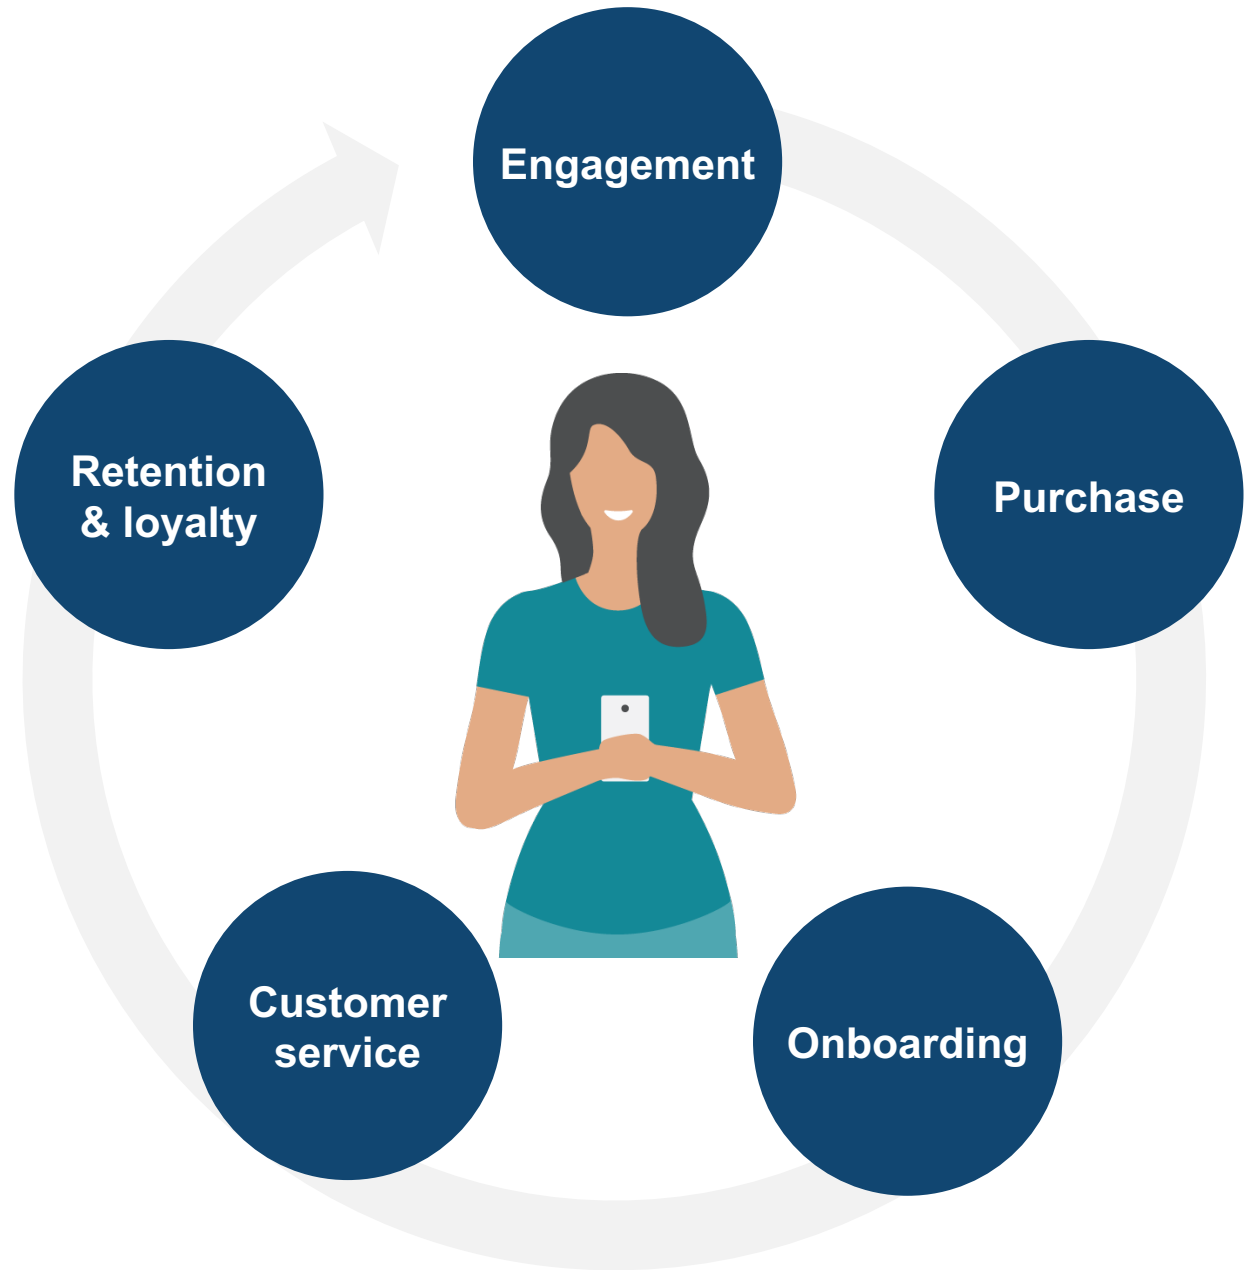 Engagement
Purchase
Onboarding
Customer
service
Retention
& loyalty